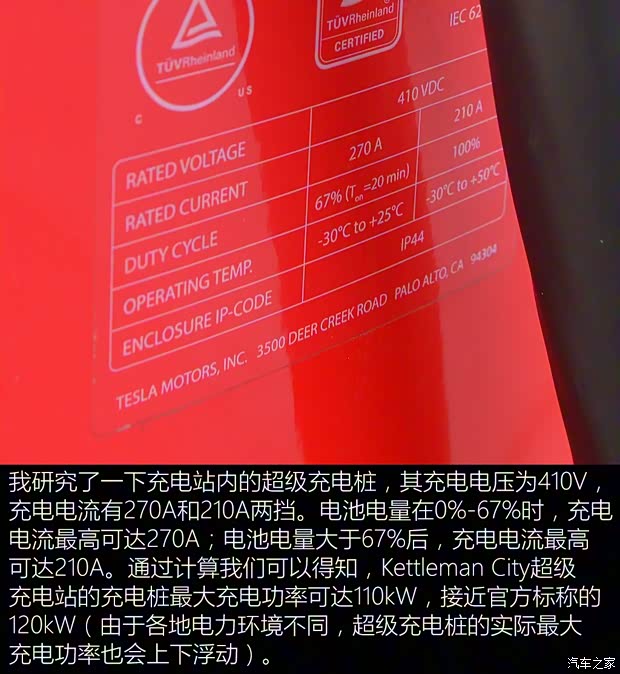 TÜVRheinland
C US
TÜVRheinland
CERTIFIED
IEC 62
RATED VOLTAGE 410 VDC
RATED CURRENT 270 A 210 A
DUTY CYCLE 67% (Ton=20 min) 100%
OPERATING TEMP. -30°C to +25°C -30°C to +50°C
ENCLOSURE IP-CODE IP44
TESLA MOTORS, INC. 3500 DEER CREEK ROAD PALO ALTO, CA 94304
我研究了一下充电站内的超级充电桩，其充电电压为410V，
充电电流有270A和210A两挡。电池电量在0%-67%时，充电
电流最高可达270A；电池电量大于67%后，充电电流最高
可达210A。通过计算我们可以得知，Kettleman City超级
充电站的充电桩最大充电功率可达110kW，接近官方标称的
120kW（由于各地电力环境不同，超级充电桩的实际最大
充电功率也会上下浮动）。
汽车之家